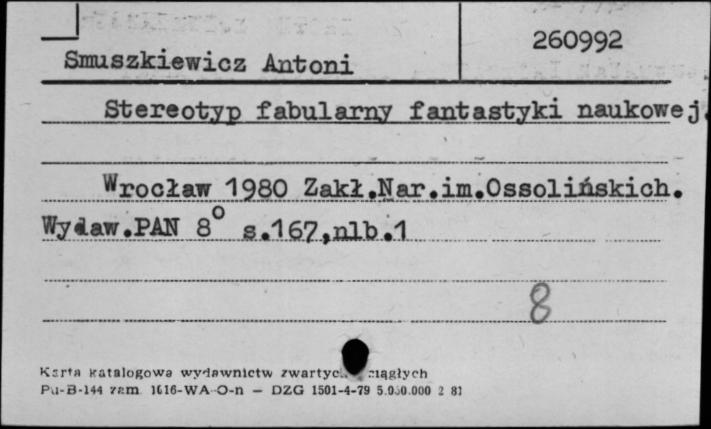 260992
Smuszkiewicz Antoni
Stereotyp fabularny fantastyki naukowej.
Wrocław 1980 Zakł.Nar.im.Ossolińskich.
Wydaw.PAN 8° s.167,nlb.1
8
Karta katalogowa wydawnictw zwartych ciągłych
Pu-B-144 zam. 1616-WA-O-n — DZG 1501-4-79 5.000.000 2 81